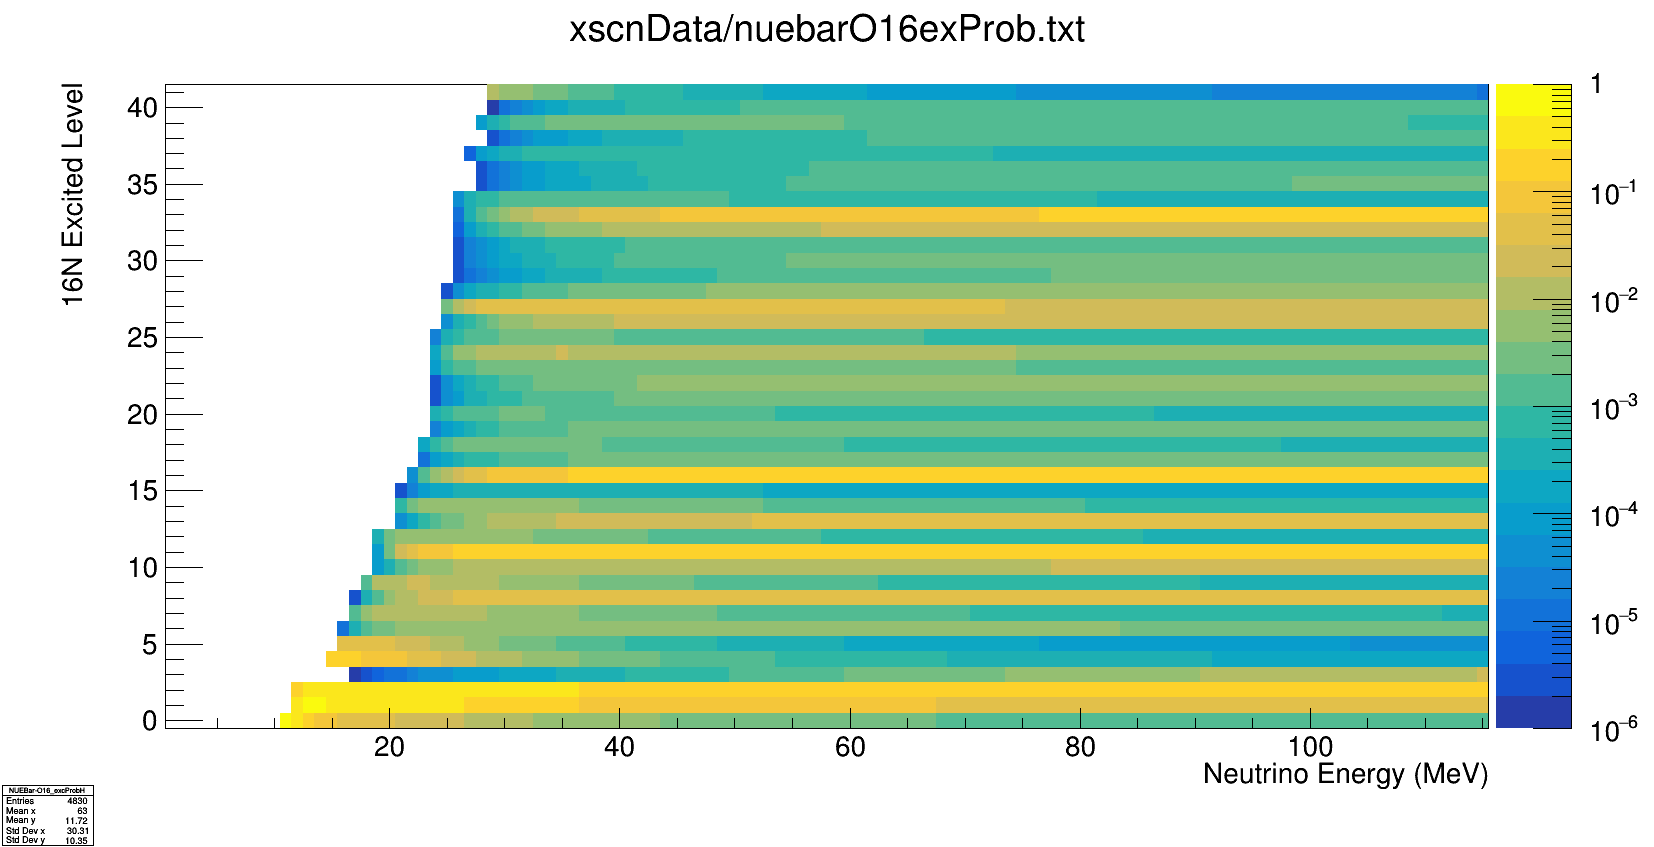 xscnData/nuebarO16exProb.txt
16N Excited Level
40
35
30
25
20
15
10
5
0
20 40 60 80 100
Neutrino Energy (MeV)
1
10⁻¹
10⁻²
10⁻³
10⁻⁴
10⁻⁵
10⁻⁶
NUEBar-O16_excProbH
Entries 4830
Mean x 63
Mean y 11.72
Std Dev x 30.31
Std Dev y 10.35